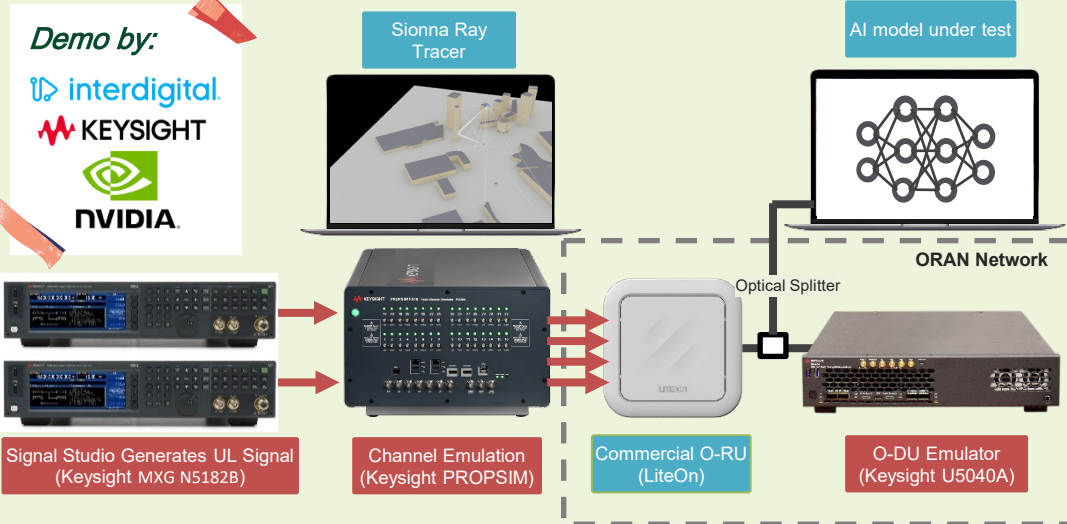 Demo by:
interdigital.
KEYSIGHT
NVIDIA.
Sionna Ray
Tracer
AI model under test
ORAN Network
Optical Splitter
KEYSIGHT
PROPSIM
LITEON
Signal Studio Generates UL Signal
(Keysight MXG N5182B)
Channel Emulation
(Keysight PROPSIM)
Commercial O-RU
(LiteOn)
O-DU Emulator
(Keysight U5040A)